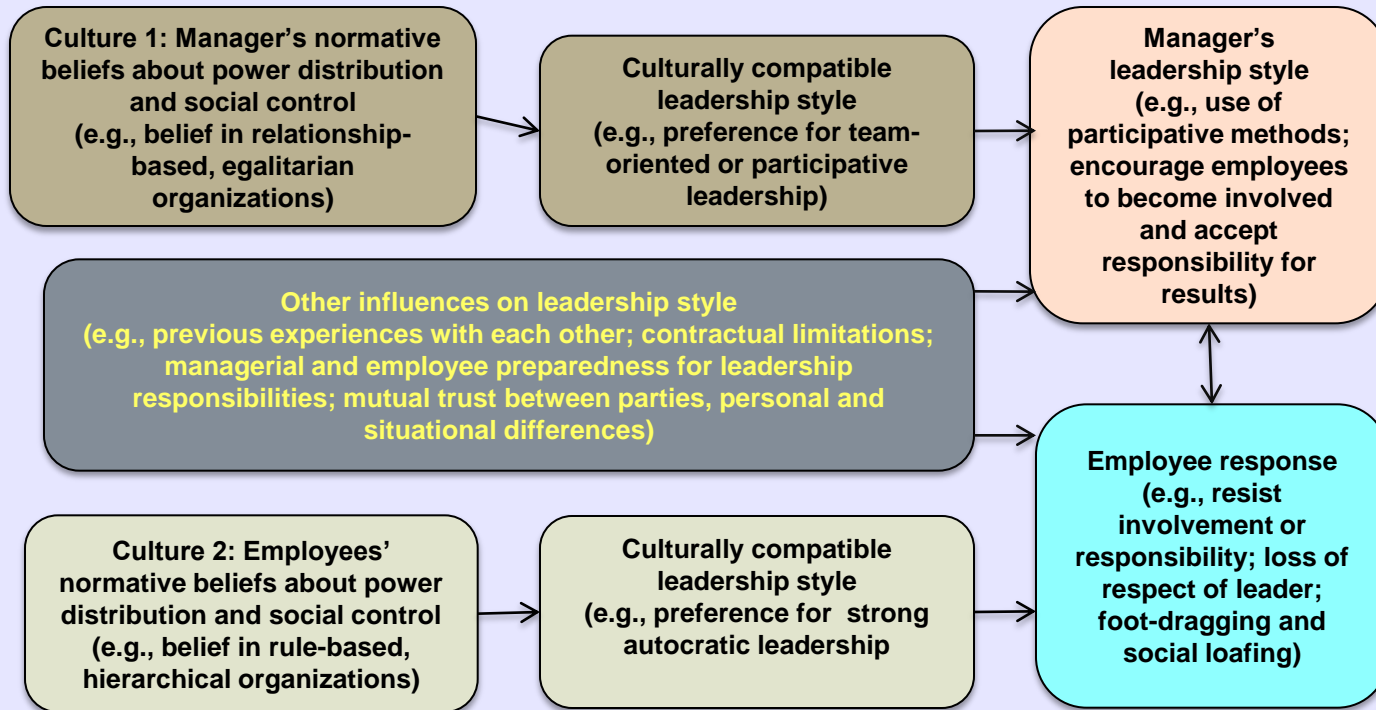 Culture 1: Manager’s normative
beliefs about power distribution
and social control
(e.g., belief in relationship-
based, egalitarian
organizations)
Culturally compatible
leadership style
(e.g., preference for team-
oriented or participative
leadership)
Manager’s
leadership style
(e.g., use of
participative methods;
encourage employees
to become involved
and accept
responsibility for
results)
Other influences on leadership style
(e.g., previous experiences with each other; contractual limitations;
managerial and employee preparedness for leadership
responsibilities; mutual trust between parties, personal and
situational differences)
Culture 2: Employees’
normative beliefs about power
distribution and social control
(e.g., belief in rule-based,
hierarchical organizations)
Culturally compatible
leadership style
(e.g., preference for strong
autocratic leadership
Employee response
(e.g., resist
involvement or
responsibility; loss of
respect of leader;
foot-dragging and
social loafing)